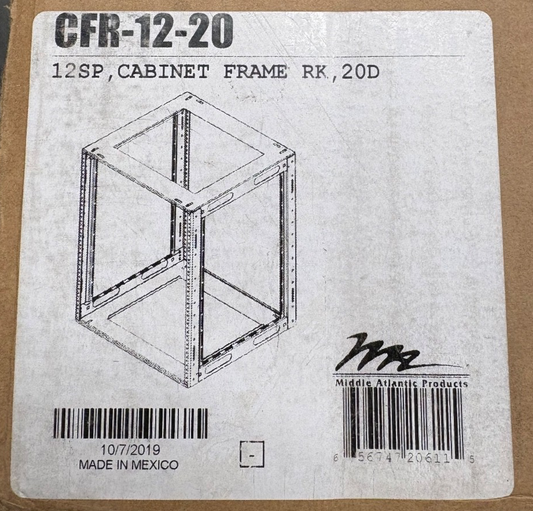 CFR-12-20
12SP,CABINET FRAME RK,20D
Middle Atlantic Products
10/7/2019
MADE IN MEXICO
6 56747 20611 5